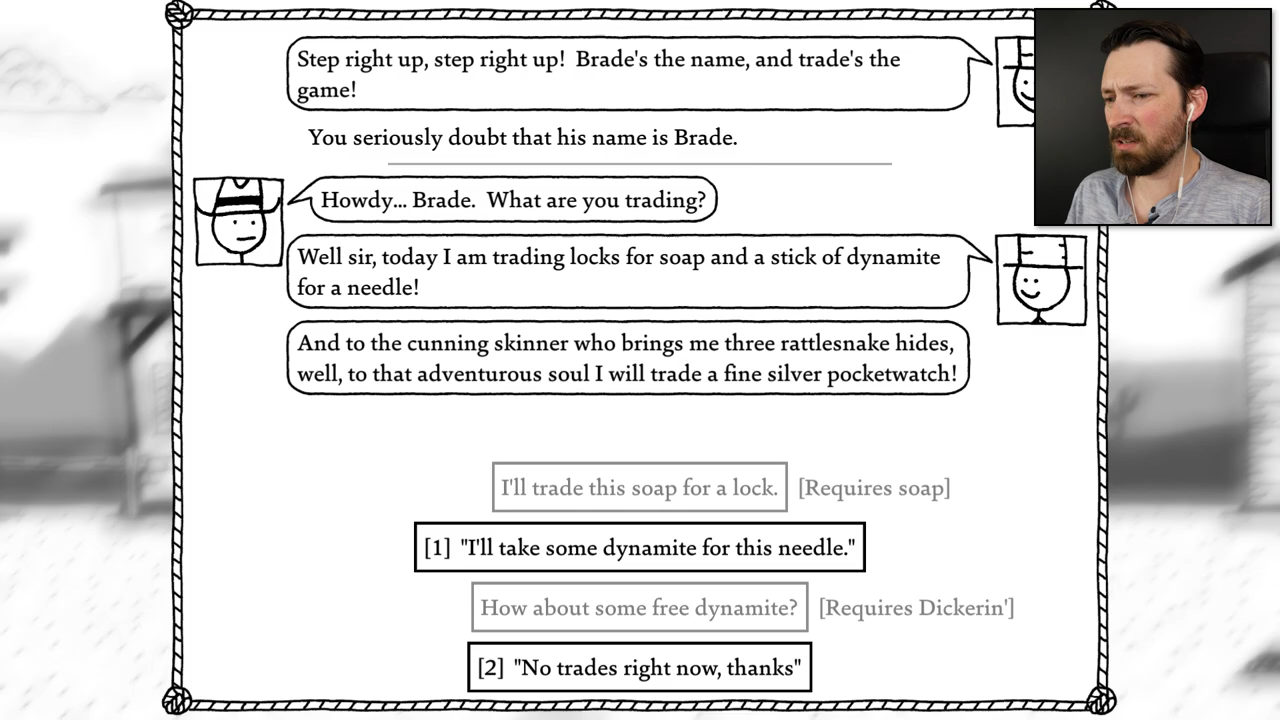 Step right up, step right up!  Brade's the name, and trade's the
game!
You seriously doubt that his name is Brade.
Howdy... Brade.  What are you trading?
Well sir, today I am trading locks for soap and a stick of dynamite
for a needle!
And to the cunning skinner who brings me three rattlesnake hides,
well, to that adventurous soul I will trade a fine silver pocketwatch!
I'll trade this soap for a lock. [Requires soap]
[1] "I'll take some dynamite for this needle."
How about some free dynamite? [Requires Dickerin']
[2] "No trades right now, thanks"